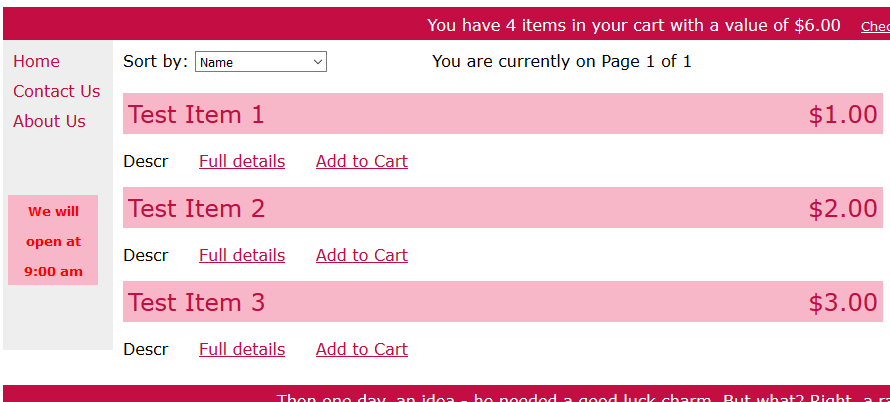 You have 4 items in your cart with a value of $6.00
Home
Contact Us
About Us
We will
open at
9:00 am
Sort by: Name You are currently on Page 1 of 1
Test Item 1 $1.00
Descr Full details Add to Cart
Test Item 2 $2.00
Descr Full details Add to Cart
Test Item 3 $3.00
Descr Full details Add to Cart
Then one day, an idea - he needed a good luck charm. But what? Right, a